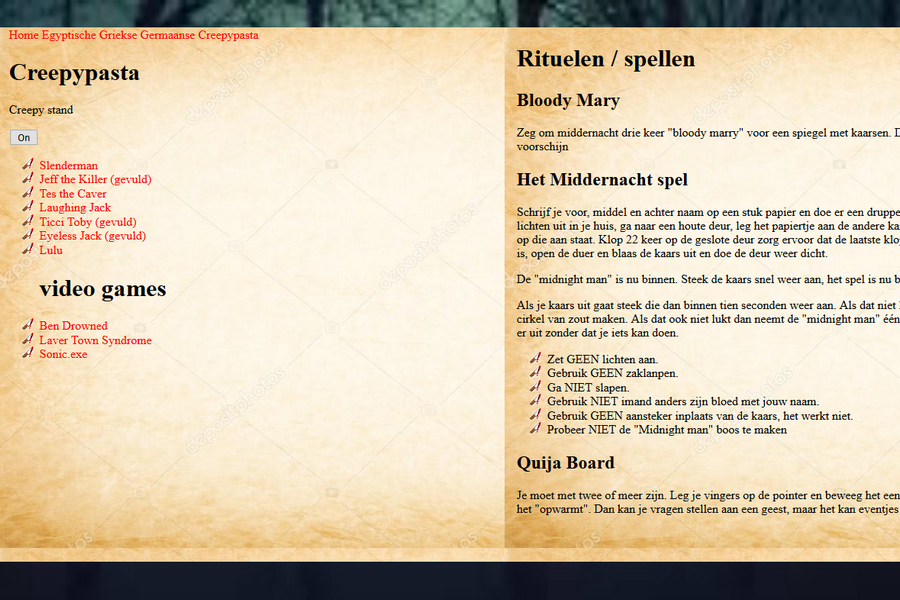 Home Egyptische Griekse Germaanse Creepypasta
Creepypasta
Creepy stand
On
Slenderman
Jeff the Killer (gevuld)
Tes the Caver
Laughing Jack
Ticci Toby (gevuld)
Eyeless Jack (gevuld)
Lulu
video games
Ben Drowned
Laver Town Syndrome
Sonic.exe
Rituelen / spellen
Bloody Mary
Zeg om middernacht drie keer "bloody marry" voor een spiegel met kaarsen.
voorschijn
Het Middernacht spel
Schrijf je voor, middel en achter naam op een stuk papier en doe er een druppe
lichten uit in je huis, ga naar een houte deur, leg het papiertje aan de andere ka
op die aan staat. Klop 22 keer op de geslote deur zorg ervoor dat de laatste klo
is, open de duer en blaas de kaars uit en doe de deur weer dicht.
De "midnight man" is nu binnen. Steek de kaars snel weer aan, het spel is nu b
Als je kaars uit gaat steek die dan binnen tien seconden weer aan. Als dat niet
cirkel van zout maken. Als dat ook niet lukt dan neemt de "midnight man" één
er uit zonder dat je iets kan doen.
Zet GEEN lichten aan.
Gebruik GEEN zaklanpen.
Ga NIET slapen.
Gebruik NIET imand anders zijn bloed met jouw naam.
Gebruik GEEN aansteker inplaats van de kaars, het werkt niet.
Probeer NIET de "Midnight man" boos te maken
Quija Board
Je moet met twee of meer zijn. Leg je vingers op de pointer en beweeg het een
het "opwarmt". Dan kan je vragen stellen aan een geest, maar het kan eventjes